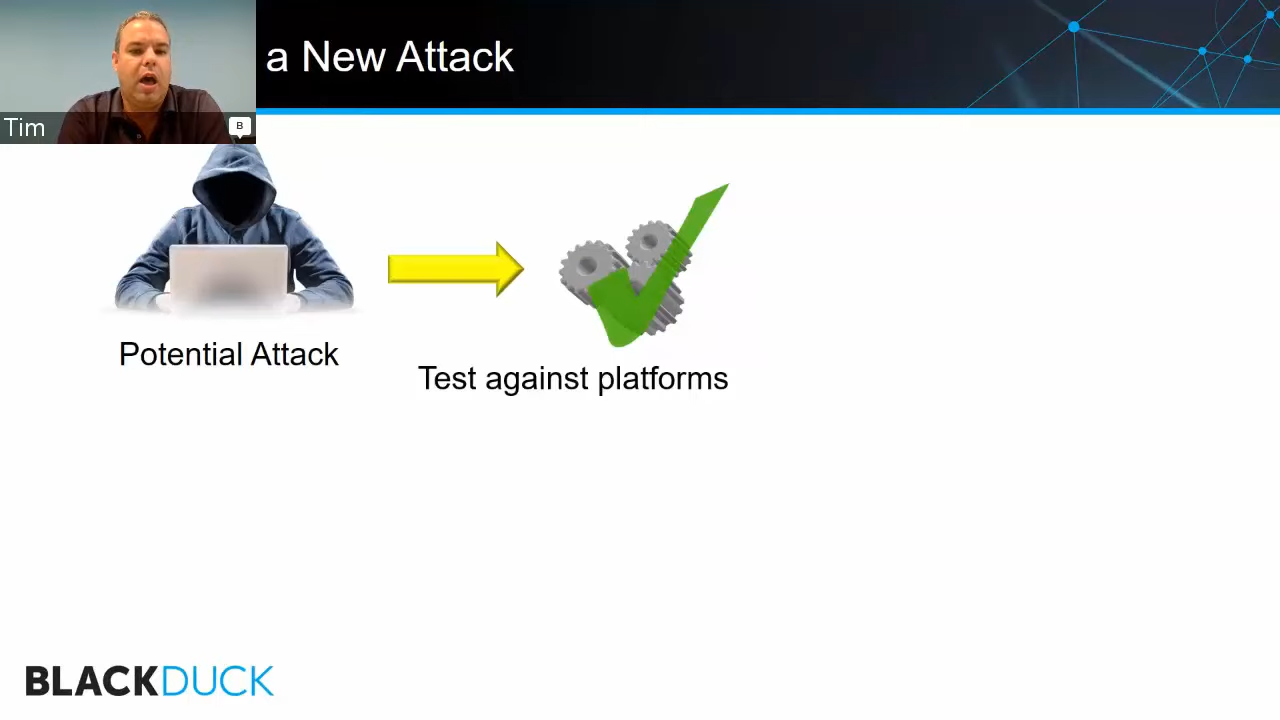 a New Attack
Tim
B
Potential Attack
Test against platforms
BLACKDUCK